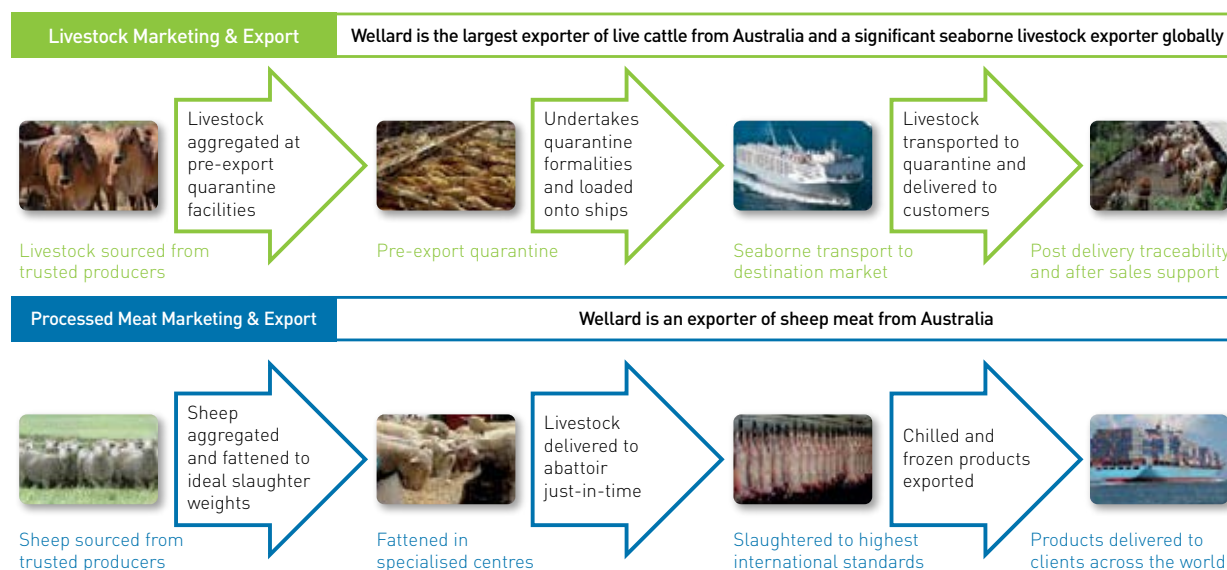 Livestock Marketing & Export
Wellard is the largest exporter of live cattle from Australia and a significant seaborne livestock exporter globally
Livestock
aggregated at
pre-export
quarantine
facilities
Undertakes
quarantine
formalities
and loaded
onto ships
Livestock
transported to
quarantine and
delivered to
customers
Livestock sourced from
trusted producers
Pre-export quarantine
Seaborne transport to
destination market
Post delivery traceability
and after sales support
Processed Meat Marketing & Export
Wellard is an exporter of sheep meat from Australia
Sheep
aggregated
and fattened to
ideal slaughter
weights
Livestock
delivered to
abattoir
just-in-time
Chilled and
frozen products
exported
Sheep sourced from
trusted producers
Fattened in
specialised centres
Slaughtered to highest
international standards
Products delivered to
clients across the world